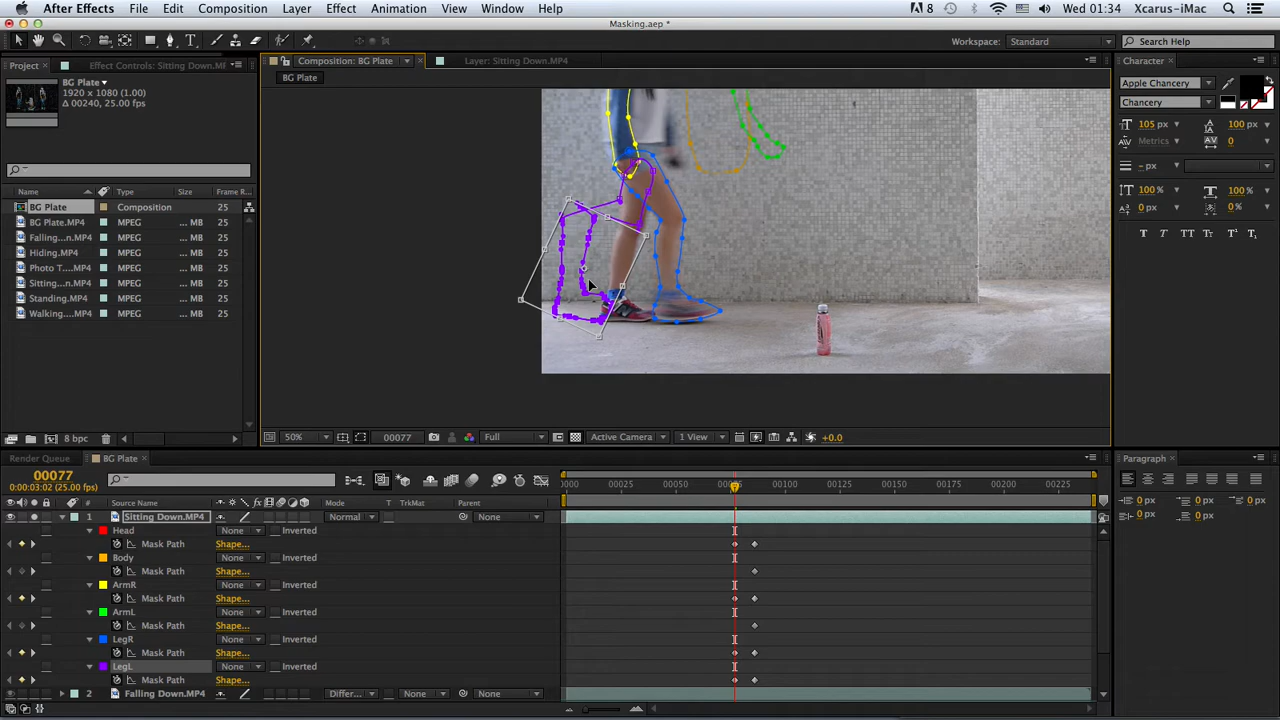 After Effects File Edit Composition Layer Effect Animation View Window Help 8 Wed 01:34 Xcarus-iMac
Masking.aep *
Workspace: Standard Search Help
Project Effect Controls: Sitting Down.M Composition: BG Plate Layer: Sitting Down.MP4 Character
BG Plate
1920 x 1080 (1.00)
Δ 00240, 25.00 fps
BG Plate
Apple Chancery
Chancery
105 px 100 px
Metrics 0
- px
100% 100%
0 px 0 %
T T TT Tт T¹ T₁
Name Type Size Frame R..
BG Plate Composition 25
BG Plate.MP4 MPEG ... MB 25
Falling...n.MP4 MPEG ... MB 25
Hiding.MP4 MPEG ... MB 25
Photo T....MP4 MPEG ... MB 25
Sitting...n.MP4 MPEG ... MB 25
Standing.MP4 MPEG ... MB 25
Walking....MP4 MPEG ... MB 25
8 bpc 50% 00077 Full Active Camera 1 View +0.0
Render Queue BG Plate Paragraph
00077
0:00:03:02 (25.00 fps)
0000 00025 00050 00100 00125 00150 00175 00200 00225
# Source Name Mode T TrkMat Parent
0 px 0 px 0 px
0 px 0 px
1 Sitting Down.MP4 Normal None
Head None Inverted
Mask Path Shape...
Body None Inverted
Mask Path Shape...
ArmR None Inverted
Mask Path Shape...
ArmL None Inverted
Mask Path Shape...
LegR None Inverted
Mask Path Shape...
LegL None Inverted
Mask Path Shape...
2 Falling Down.MP4 Differ... None None